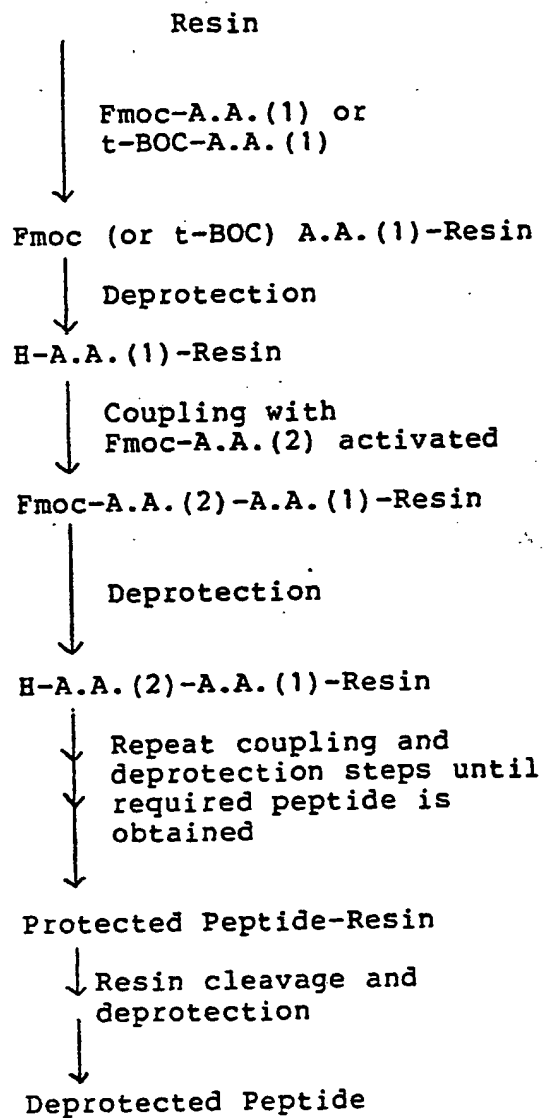 Resin
Fmoc-A.A.(1) or
t-BOC-A.A.(1)
Fmoc (or t-BOC) A.A.(1)-Resin
Deprotection
H-A.A.(1)-Resin
Coupling with
Fmoc-A.A.(2) activated
Fmoc-A.A.(2)-A.A.(1)-Resin
Deprotection
H-A.A.(2)-A.A.(1)-Resin
Repeat coupling and
deprotection steps until
required peptide is
obtained
Protected Peptide-Resin
Resin cleavage and
deprotection
Deprotected Peptide